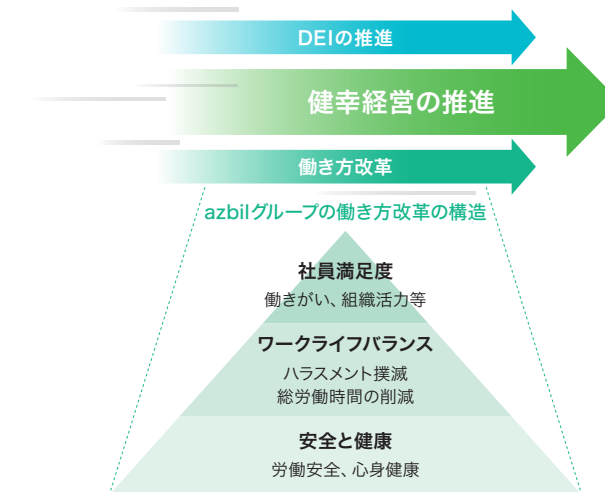 DEIの推進
健幸経営の推進
働き方改革
azbilグループの働き方改革の構造
社員満足度
働きがい、組織活力等
ワークライフバランス
ハラスメント撲滅
総労働時間の削減
安全と健康
労働安全、心身健康